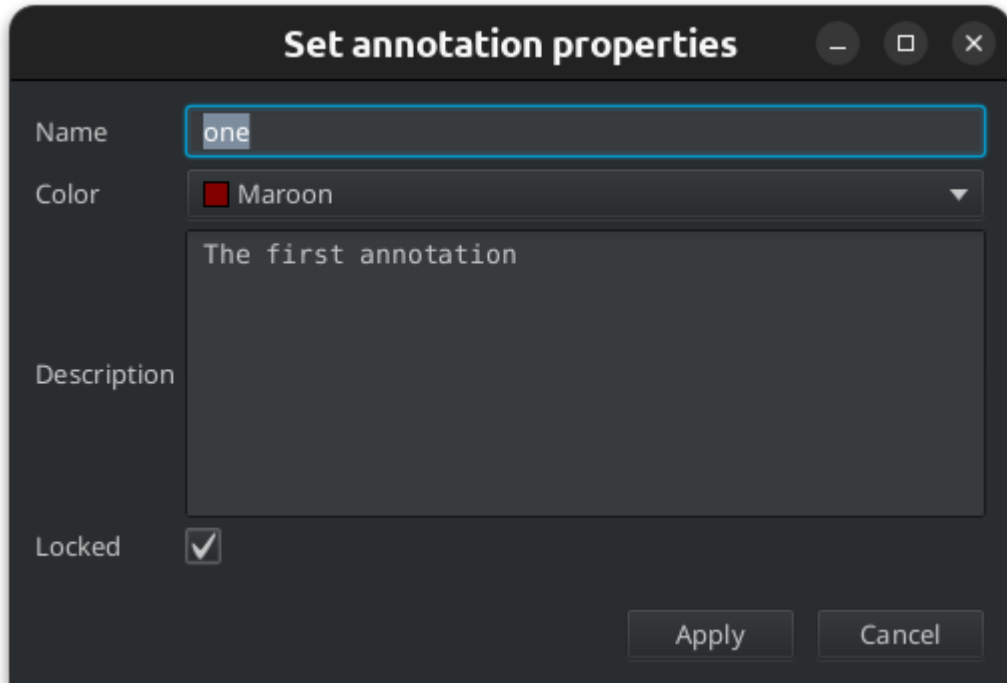 Set annotation properties
Name one
Color Maroon
The first annotation
Description
Locked
Apply Cancel